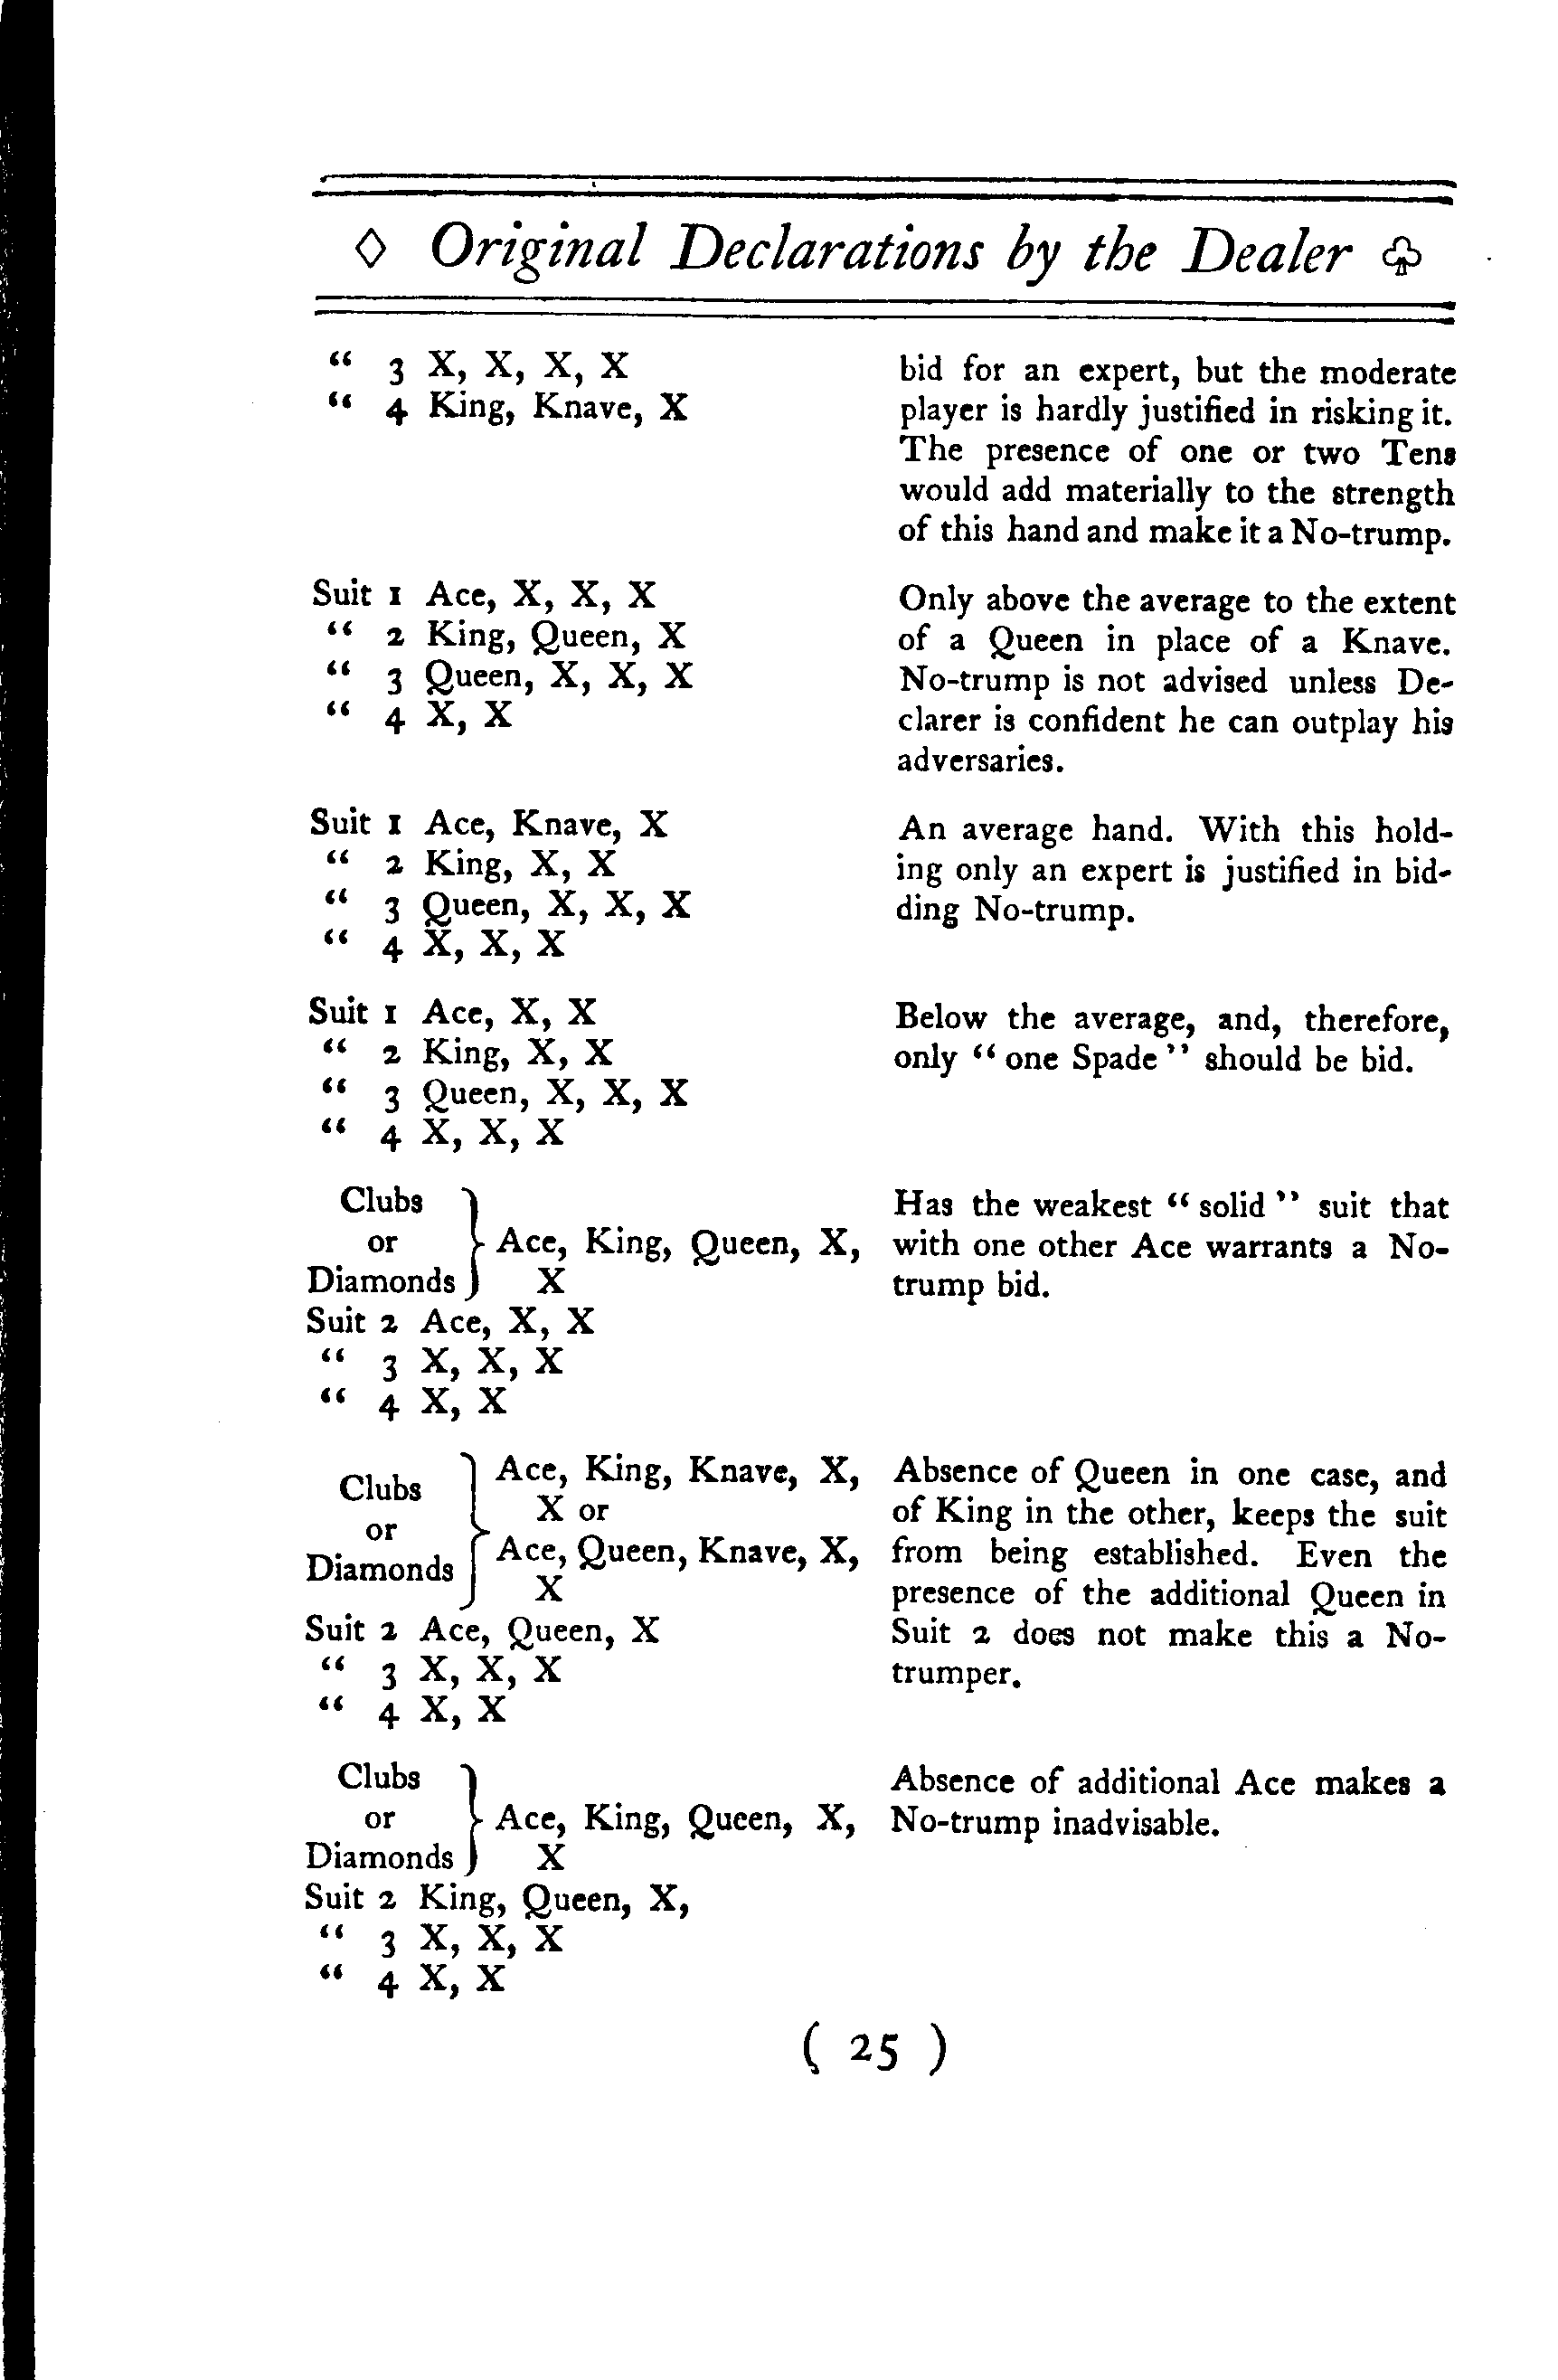 ◊ Original Declarations by the Dealer ♧
“ 3 X, X, X, X
“ 4 King, Knave, X
bid for an expert, but the moderate
player is hardly justified in risking it.
The presence of one or two Tens
would add materially to the strength
of this hand and make it a No-trump.
Suit 1 Ace, X, X, X
“ 2 King, Queen, X
“ 3 Queen, X, X, X
“ 4 X, X
Only above the average to the extent
of a Queen in place of a Knave.
No-trump is not advised unless De-
clarer is confident he can outplay his
adversaries.
Suit 1 Ace, Knave, X
“ 2 King, X, X
“ 3 Queen, X, X, X
“ 4 X, X, X
An average hand. With this hold-
ing only an expert is justified in bid-
ding No-trump.
Suit 1 Ace, X, X
“ 2 King, X, X
“ 3 Queen, X, X, X
“ 4 X, X, X
Below the average, and, therefore,
only “one Spade” should be bid.
Clubs
or
Diamonds
Ace, King, Queen, X,
X
Suit 2 Ace, X, X
“ 3 X, X, X
“ 4 X, X
Has the weakest “solid” suit that
with one other Ace warrants a No-
trump bid.
Clubs
or
Diamonds
Ace, King, Knave, X,
X or
Ace, Queen, Knave, X,
X
Suit 2 Ace, Queen, X
“ 3 X, X, X
“ 4 X, X
Absence of Queen in one case, and
of King in the other, keeps the suit
from being established. Even the
presence of the additional Queen in
Suit 2 does not make this a No-
trumper.
Clubs
or
Diamonds
Ace, King, Queen, X,
X
Suit 2 King, Queen, X,
“ 3 X, X, X
“ 4 X, X
Absence of additional Ace makes a
No-trump inadvisable.
( 25 )